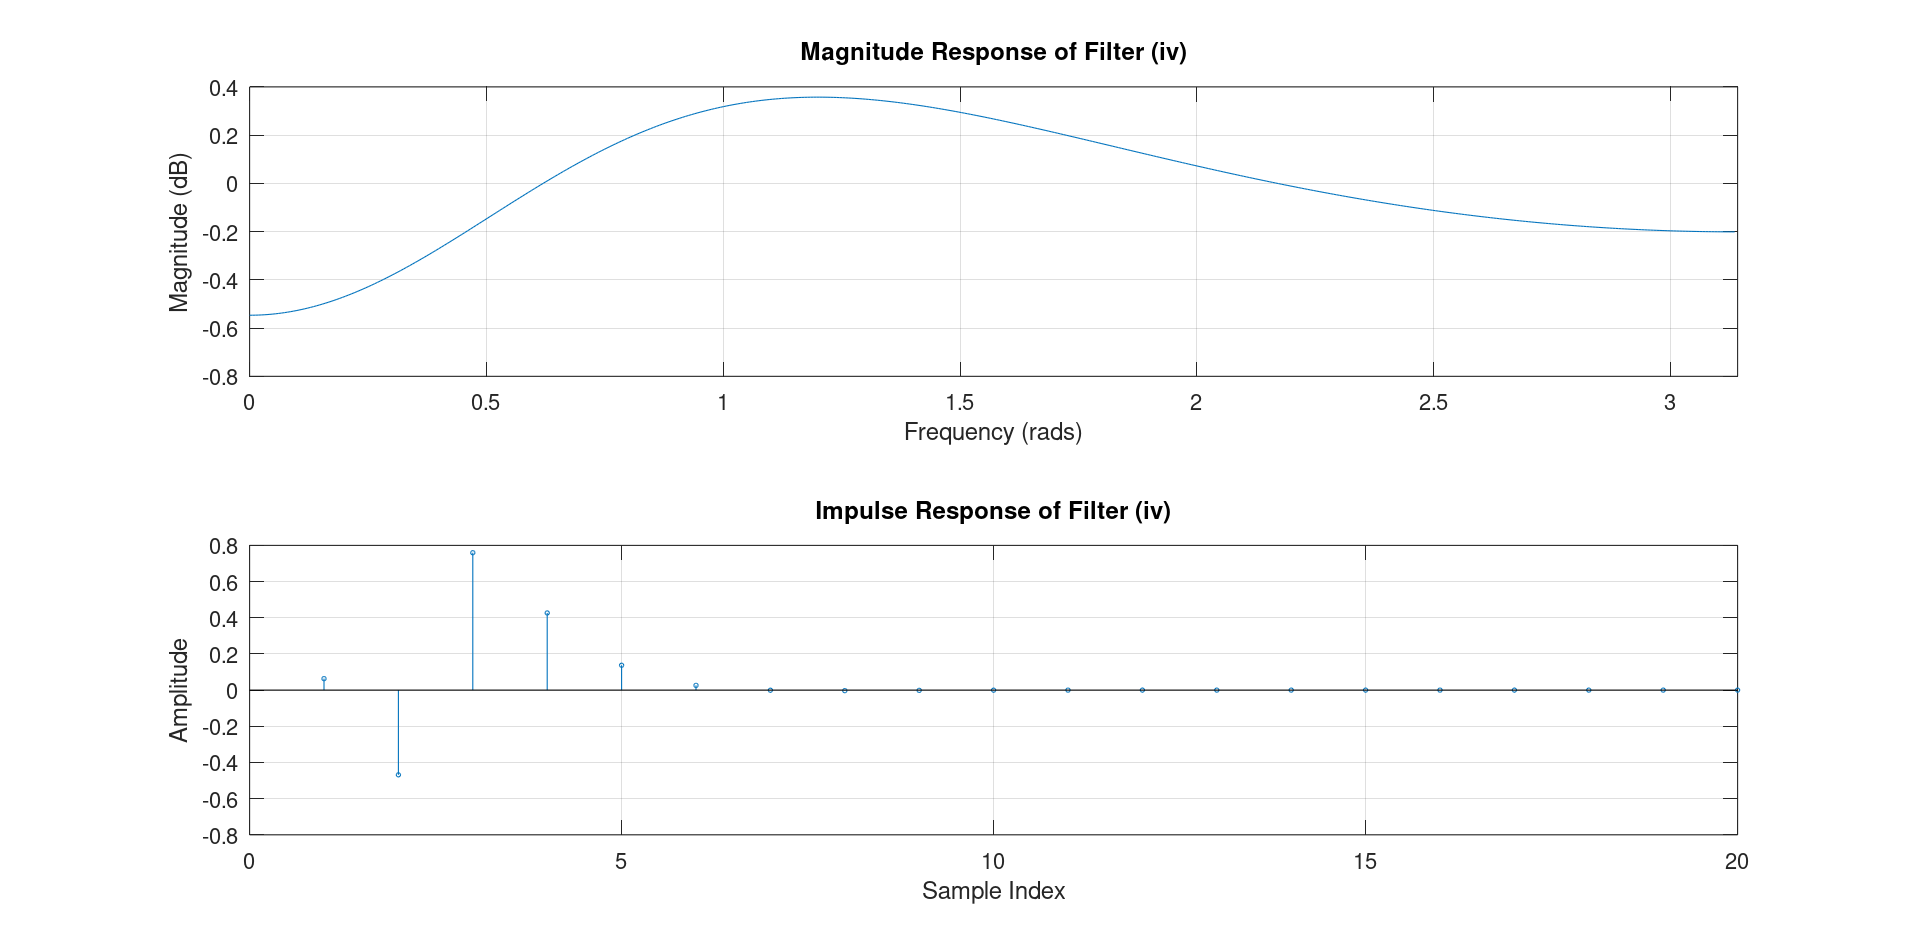 Magnitude Response of Filter (iv)
0.4
0.2
0
-0.2
-0.4
-0.6
-0.8
Magnitude (dB)
0 0.5 1 1.5 2 2.5 3
Frequency (rads)
Impulse Response of Filter (iv)
0.8
0.6
0.4
0.2
0
-0.2
-0.4
-0.6
-0.8
Amplitude
0 5 10 15 20
Sample Index